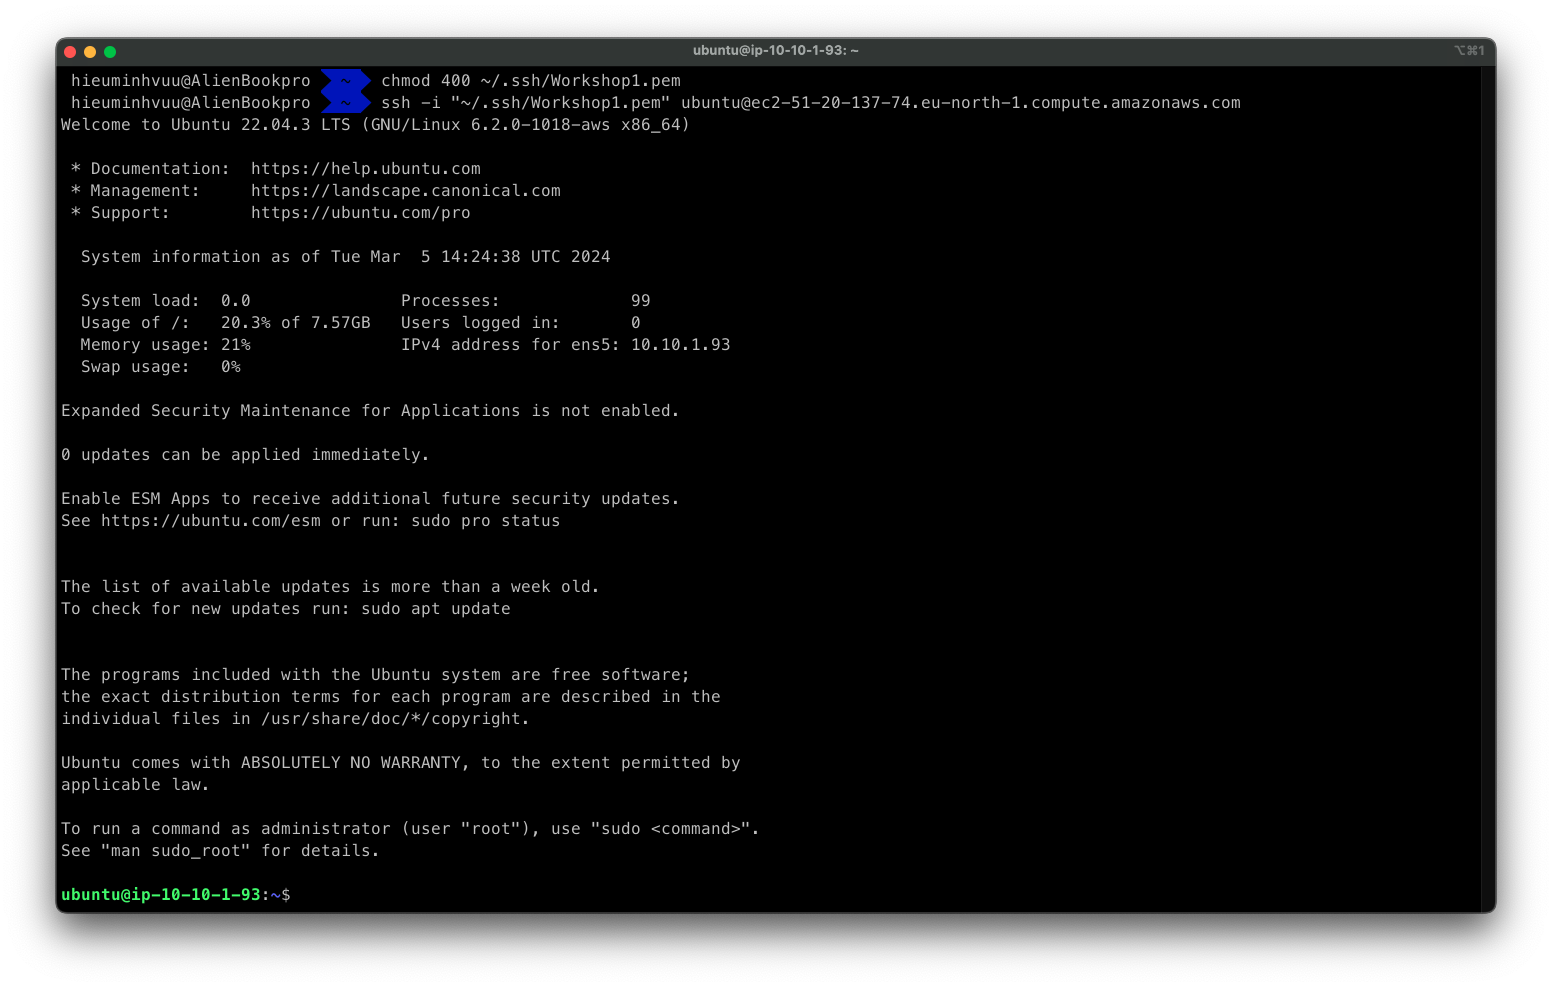 ubuntu@ip-10-10-1-93: ~ ⌥⌘1
hieuminhvuu@AlienBookpro ~ chmod 400 ~/.ssh/Workshop1.pem
hieuminhvuu@AlienBookpro ~ ssh -i "~/.ssh/Workshop1.pem" ubuntu@ec2-51-20-137-74.eu-north-1.compute.amazonaws.com
Welcome to Ubuntu 22.04.3 LTS (GNU/Linux 6.2.0-1018-aws x86_64)
* Documentation:  https://help.ubuntu.com
* Management:     https://landscape.canonical.com
* Support:        https://ubuntu.com/pro
System information as of Tue Mar  5 14:24:38 UTC 2024
System load:  0.0               Processes:             99
Usage of /:   20.3% of 7.57GB   Users logged in:       0
Memory usage: 21%               IPv4 address for ens5: 10.10.1.93
Swap usage:   0%
Expanded Security Maintenance for Applications is not enabled.
0 updates can be applied immediately.
Enable ESM Apps to receive additional future security updates.
See https://ubuntu.com/esm or run: sudo pro status
The list of available updates is more than a week old.
To check for new updates run: sudo apt update
The programs included with the Ubuntu system are free software;
the exact distribution terms for each program are described in the
individual files in /usr/share/doc/*/copyright.
Ubuntu comes with ABSOLUTELY NO WARRANTY, to the extent permitted by
applicable law.
To run a command as administrator (user "root"), use "sudo <command>".
See "man sudo_root" for details.
ubuntu@ip-10-10-1-93:~$